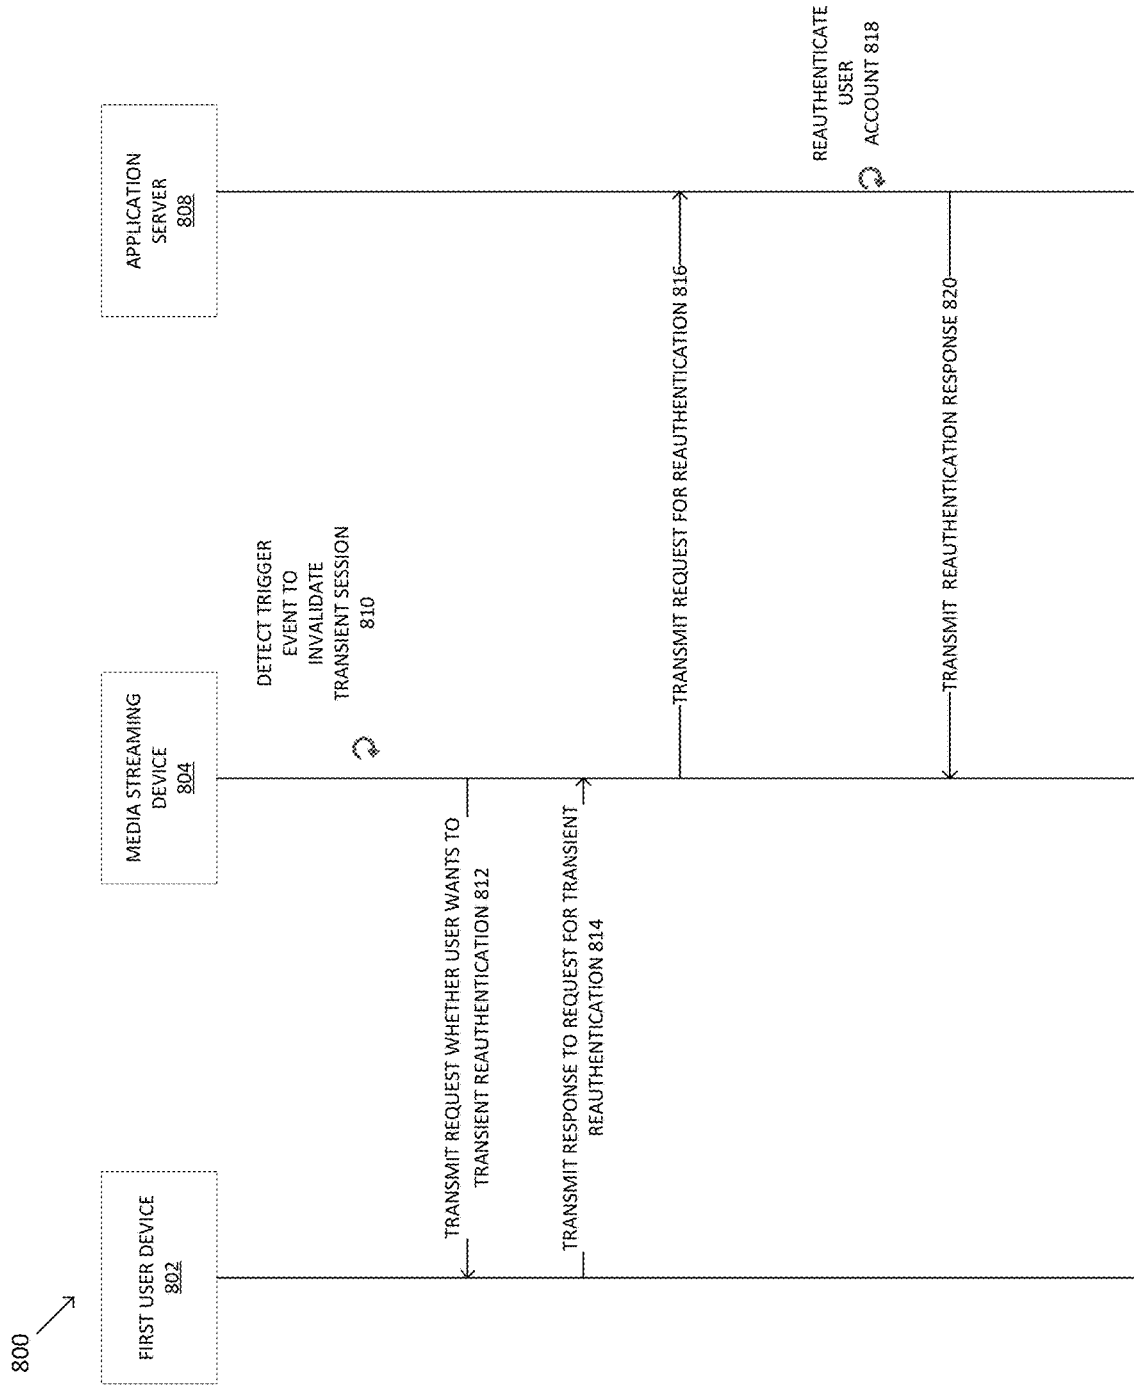 800
FIRST USER DEVICE
802
MEDIA STREAMING
DEVICE
804
APPLICATION
SERVER
808
DETECT TRIGGER
EVENT TO
INVALIDATE
TRANSIENT SESSION
810
TRANSMIT REQUEST WHETHER USER WANTS TO
TRANSIENT REAUTHENTICATION 812
TRANSMIT RESPONSE TO REQUEST FOR TRANSIENT
REAUTHENTICATION 814
TRANSMIT REQUEST FOR REAUTHENTICATION 816
REAUTHENTICATE
USER
ACCOUNT 818
TRANSMIT REAUTHENTICATION RESPONSE 820